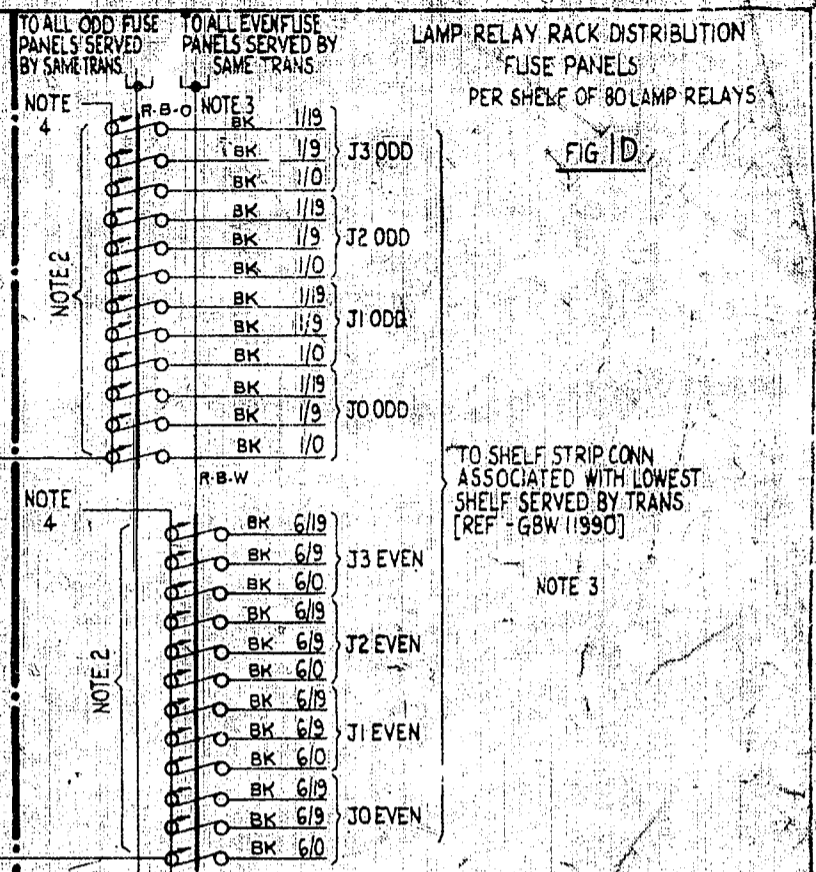 TO ALL ODD FUSE
PANELS SERVED
BY SAME TRANS
TO ALL EVEN FUSE
PANELS SERVED BY
SAME TRANS.
LAMP RELAY RACK DISTRIBUTION
FUSE PANELS
PER SHELF OF 80 LAMP RELAYS
FIG 1D
NOTE
4
R-B-O
NOTE 3
BK 1/19
BK 1/9
BK 1/0
J3 ODD
BK 1/19
BK 1/9
BK 1/0
J2 ODD
NOTE 2
BK 1/19
BK 1/9
BK 1/0
J1 ODD
BK 1/19
BK 1/9
BK 1/0
J0 ODD
R-B-W
TO SHELF STRIP CONN
ASSOCIATED WITH LOWEST
SHELF SERVED BY TRANS
[REF - GBW 11990]
NOTE 3
NOTE
4
BK 6/19
BK 6/9
BK 6/0
J3 EVEN
BK 6/19
BK 6/9
BK 6/0
J2 EVEN
NOTE 2
BK 6/19
BK 6/9
BK 6/0
J1 EVEN
BK 6/19
BK 6/9
BK 6/0
J0 EVEN